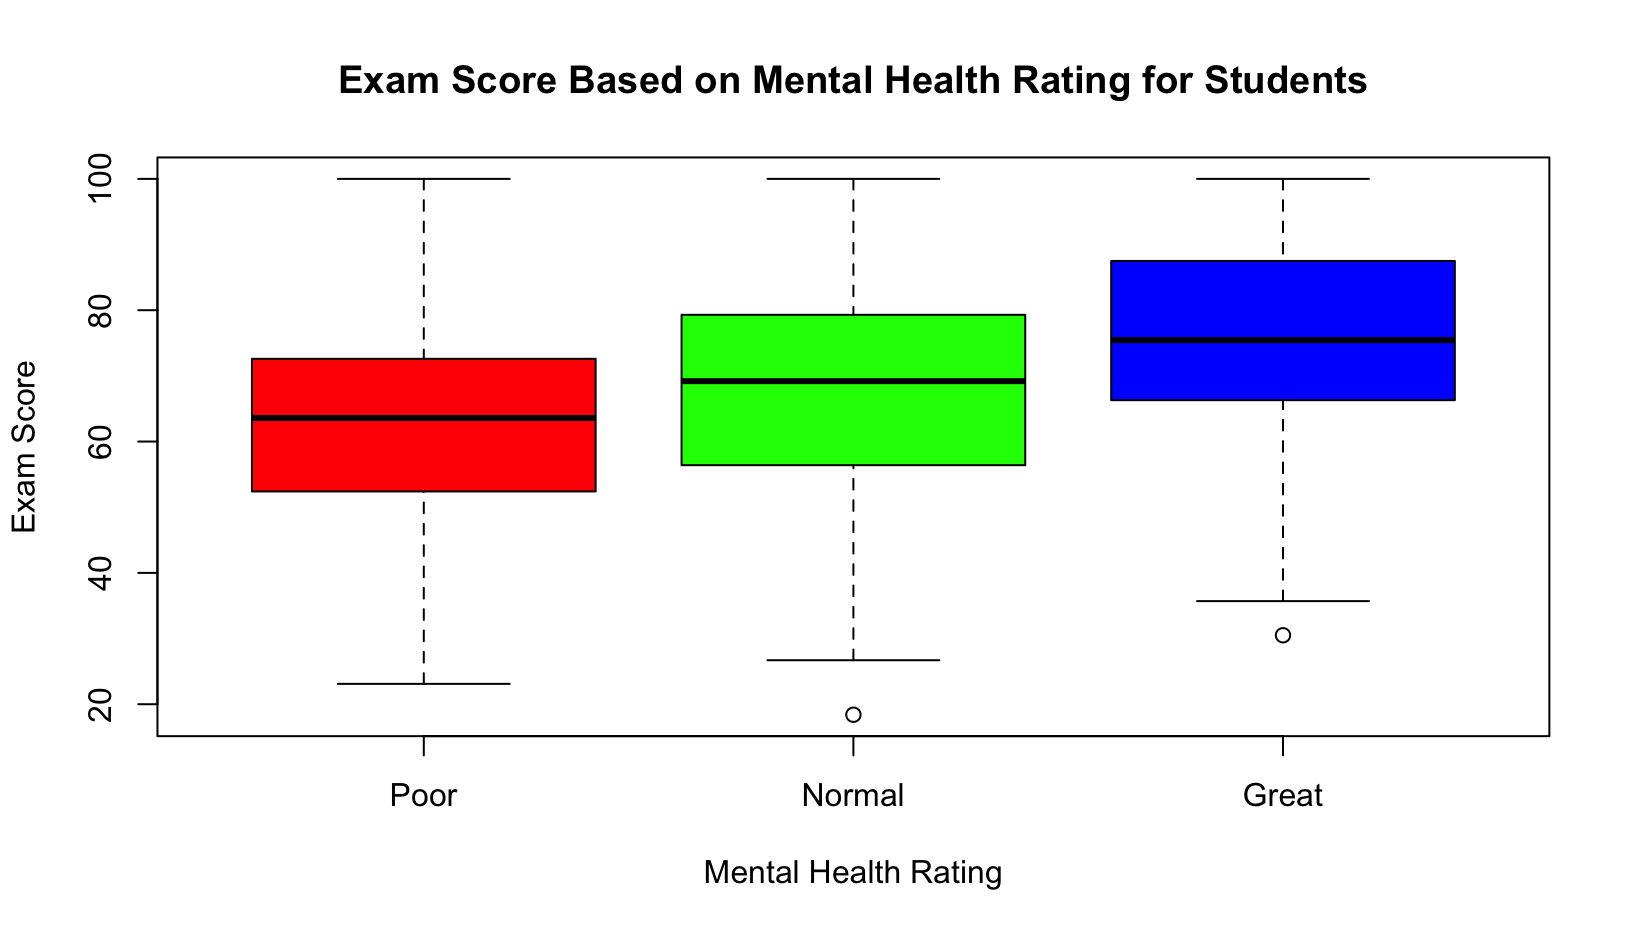 Exam Score Based on Mental Health Rating for Students
Exam Score
100
80
60
40
20
Poor Normal Great
Mental Health Rating